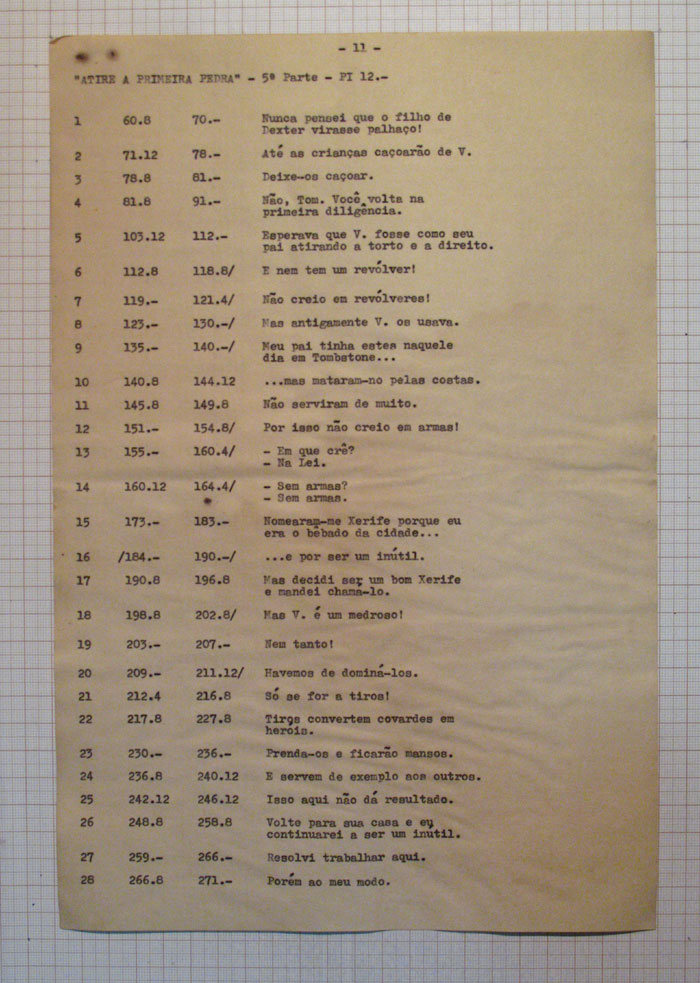 - 11 -
"ATIRE A PRIMEIRA PEDRA" - 5ª Parte - PI 12.-
1 60.8 70.- Nunca pensei que o filho de
Dexter virasse palhaço!
2 71.12 78.- Até as crianças caçoarão de V.
3 78.8 81.- Deixe-os caçoar.
4 81.8 91.- Não, Tom. Você volta na
primeira diligência.
5 103.12 112.- Esperava que V. fosse como seu
pai atirando a torto e a direito.
6 112.8 118.8/ E nem tem um revólver!
7 119.- 121.4/ Não creio em revólveres!
8 123.- 130.-/ Mas antigamente V. os usava.
9 135.- 140.-/ Meu pai tinha estes naquele
dia em Tombstone...
10 140.8 144.12 ...mas mataram-no pelas costas.
11 145.8 149.8 Não serviram de muito.
12 151.- 154.8/ Por isso não creio em armas!
13 155.- 160.4/ - Em que crê?
- Na Lei.
14 160.12 164.4/ - Sem armas?
- Sem armas.
15 173.- 183.- Nomearam-me Xerife porque eu
era o bêbado da cidade...
16 /184.- 190.-/ ...e por ser um inútil.
17 190.8 196.8 Mas decidi ser um bom Xerife
e mandei chama-lo.
18 198.8 202.8/ Mas V. é um medroso!
19 203.- 207.- Nem tanto!
20 209.- 211.12/ Havemos de dominá-los.
21 212.4 216.8 Só se for a tiros!
22 217.8 227.8 Tiros convertem covardes em
herois.
23 230.- 236.- Prenda-os e ficarão mansos.
24 236.8 240.12 E servem de exemplo aos outros.
25 242.12 246.12 Isso aqui não dá resultado.
26 248.8 258.8 Volte para sua casa e eu
continuarei a ser um inutil.
27 259.- 266.- Resolvi trabalhar aqui.
28 266.8 271.- Porém ao meu modo.